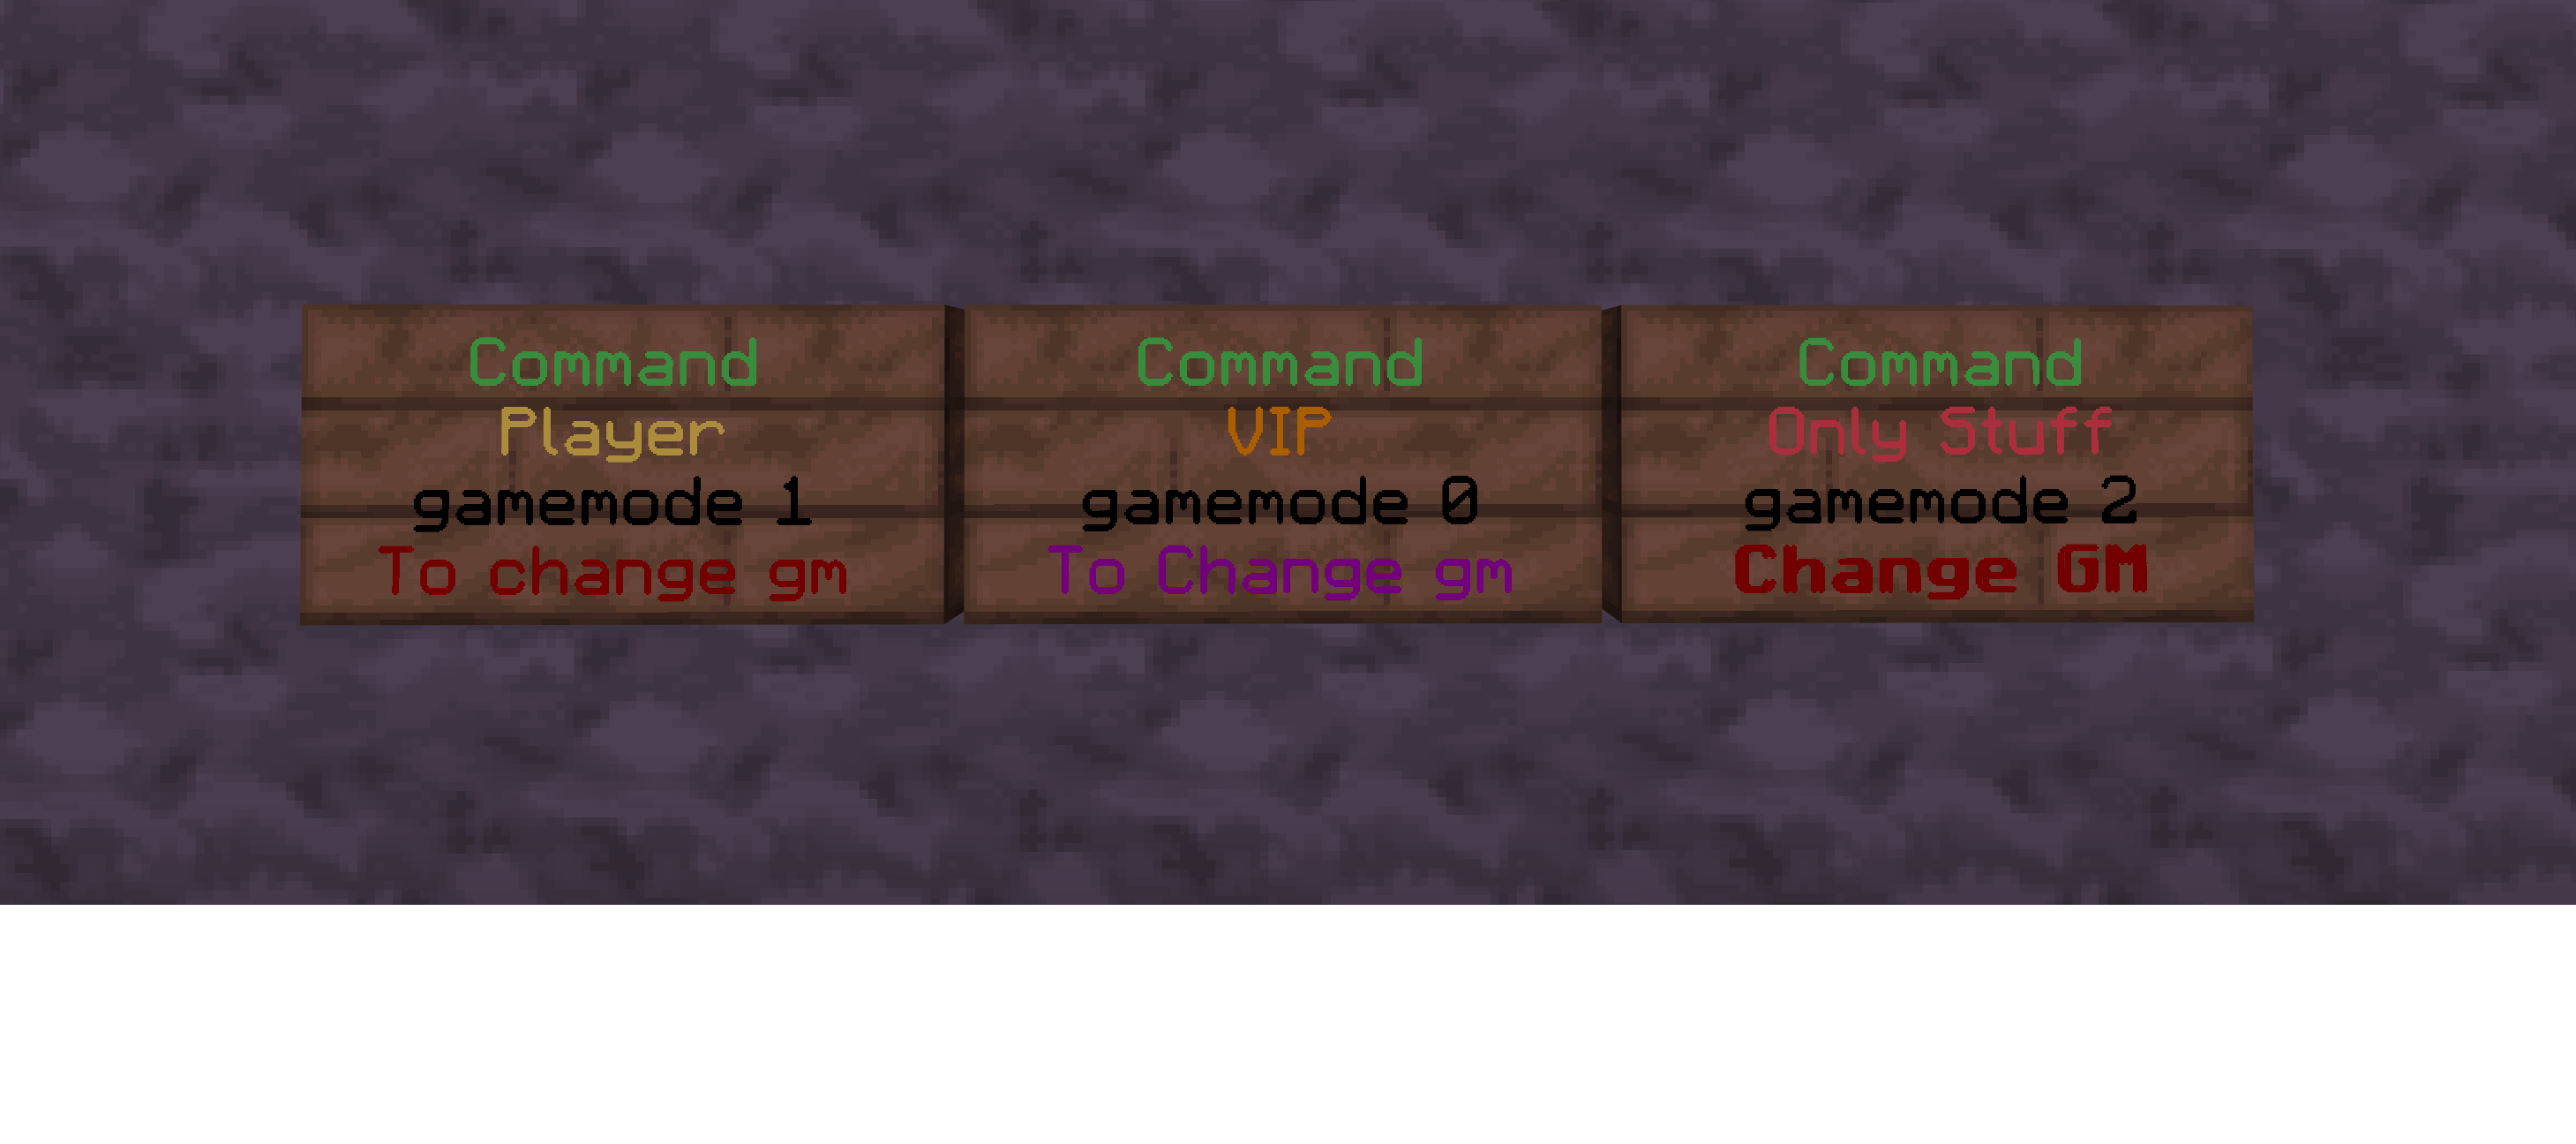 Command
Player
gamemode 1
To change gm
Command
VIP
gamemode 0
To Change gm
Command
Only Stuff
gamemode 2
Change GM